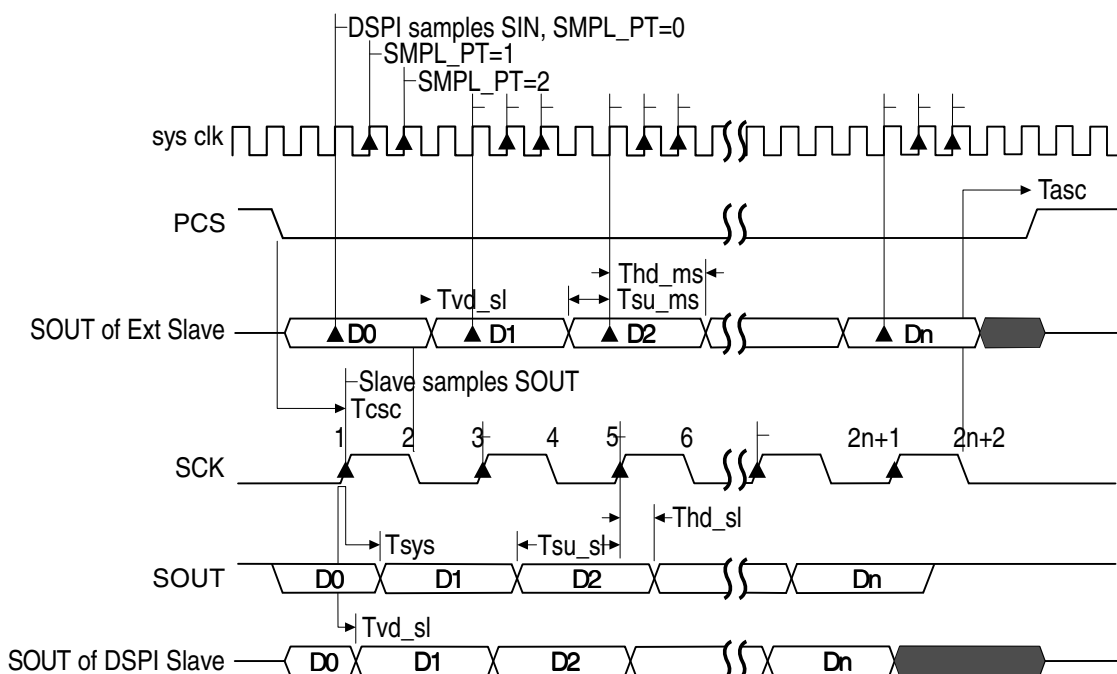 DSPI samples SIN, SMPL_PT=0
SMPL_PT=1
SMPL_PT=2
sys clk
Tasc
PCS
Thd_ms
Tvd_sl
Tsu_ms
SOUT of Ext Slave
D0
D1
D2
Dn
Slave samples SOUT
Tcsc
1
2
3
4
5
6
2n+1
2n+2
SCK
Thd_sl
Tsys
Tsu_sl
SOUT
D0
D1
D2
Dn
Tvd_sl
SOUT of DSPI Slave
D0
D1
D2
Dn